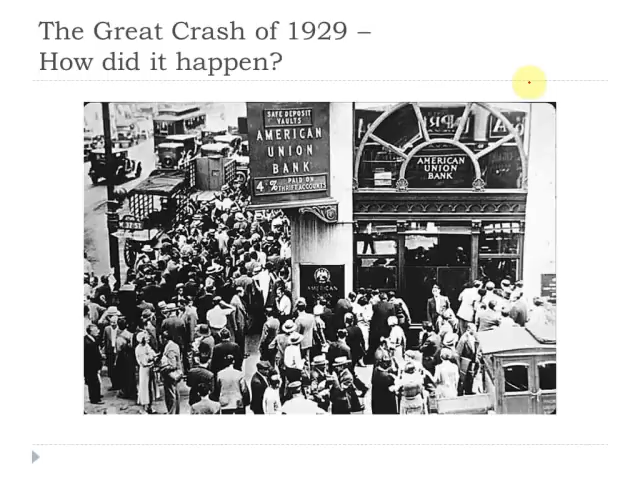 The Great Crash of 1929 –
How did it happen?
SAFE DEPOSIT
VAULTS
AMERICAN
UNION
BANK
4 % PAID ON
THRIFT ACCOUNTS
AMERICAN
UNION
BANK
AMERICAN